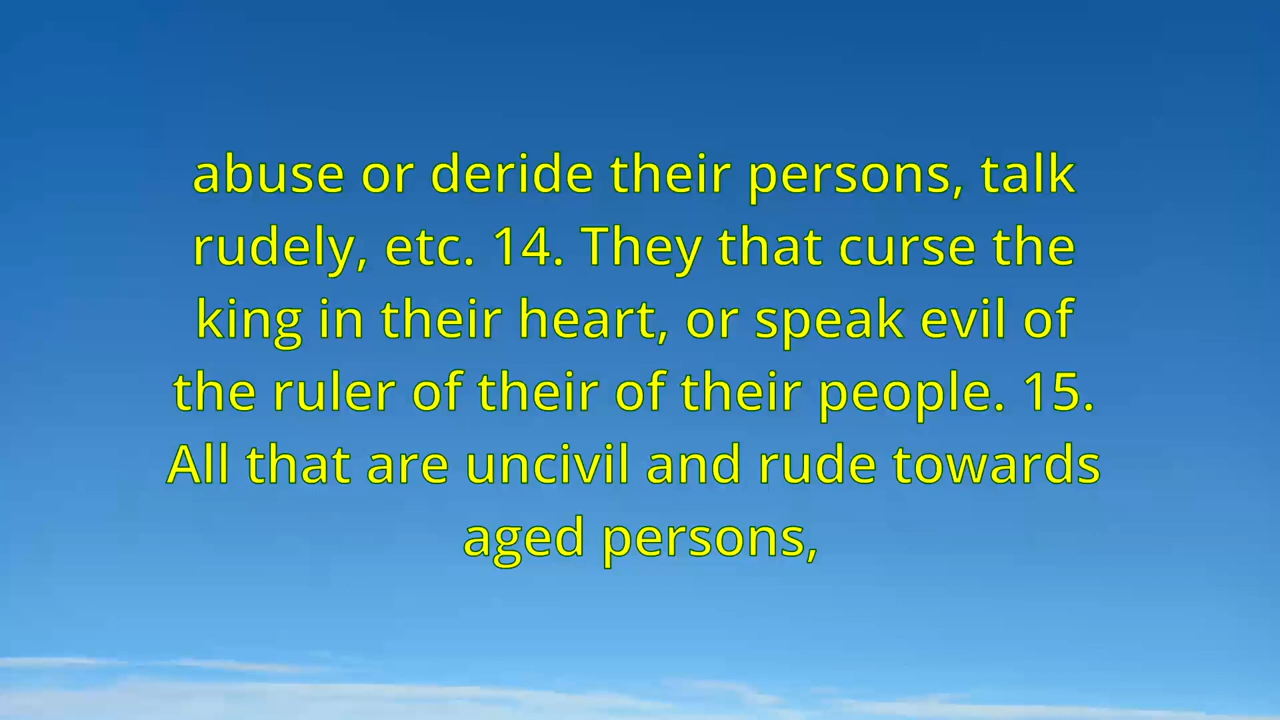 abuse or deride their persons, talk
rudely, etc. 14. They that curse the
king in their heart, or speak evil of
the ruler of their of their people. 15.
All that are uncivil and rude towards
aged persons,